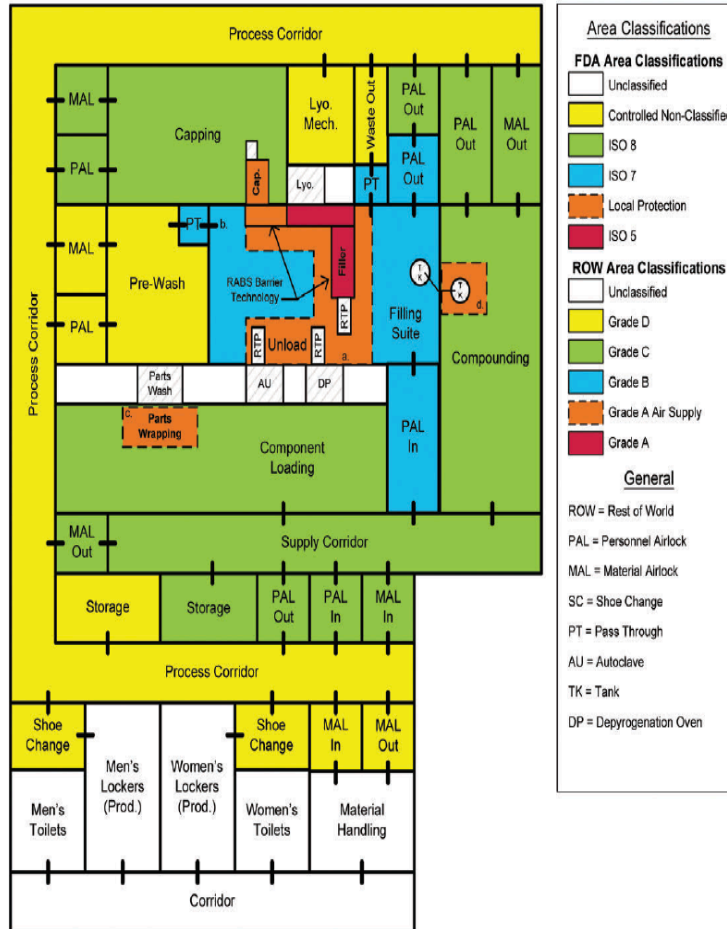 Process Corridor
MAL
PAL
Capping
Lyo.
Mech.
Waste Out
PAL
Out
PAL
Out
MAL
Out
PAL
Out
Cap.
Lyo.
PT
MAL
PAL
Pre-Wash
PT
b.
RABS Barrier
Technology
Filler
RTP
RTP
RTP
Unload
a.
T
K
T
K
d.
Filling
Suite
Compounding
Process Corridor
Parts
Wash
AU
DP
c.
Parts
Wrapping
Component
Loading
PAL
In
MAL
Out
Supply Corridor
Storage
Storage
PAL
Out
PAL
In
MAL
In
Process Corridor
Shoe
Change
Men's
Lockers
(Prod.)
Women's
Lockers
(Prod.)
Shoe
Change
MAL
In
MAL
Out
Men's
Toilets
Women's
Toilets
Material
Handling
Corridor
Area Classifications
FDA Area Classifications
Unclassified
Controlled Non-Classified
ISO 8
ISO 7
Local Protection
ISO 5
ROW Area Classifications
Unclassified
Grade D
Grade C
Grade B
Grade A Air Supply
Grade A
General
ROW = Rest of World
PAL = Personnel Airlock
MAL = Material Airlock
SC = Shoe Change
PT = Pass Through
AU = Autoclave
TK = Tank
DP = Depyrogenation Oven